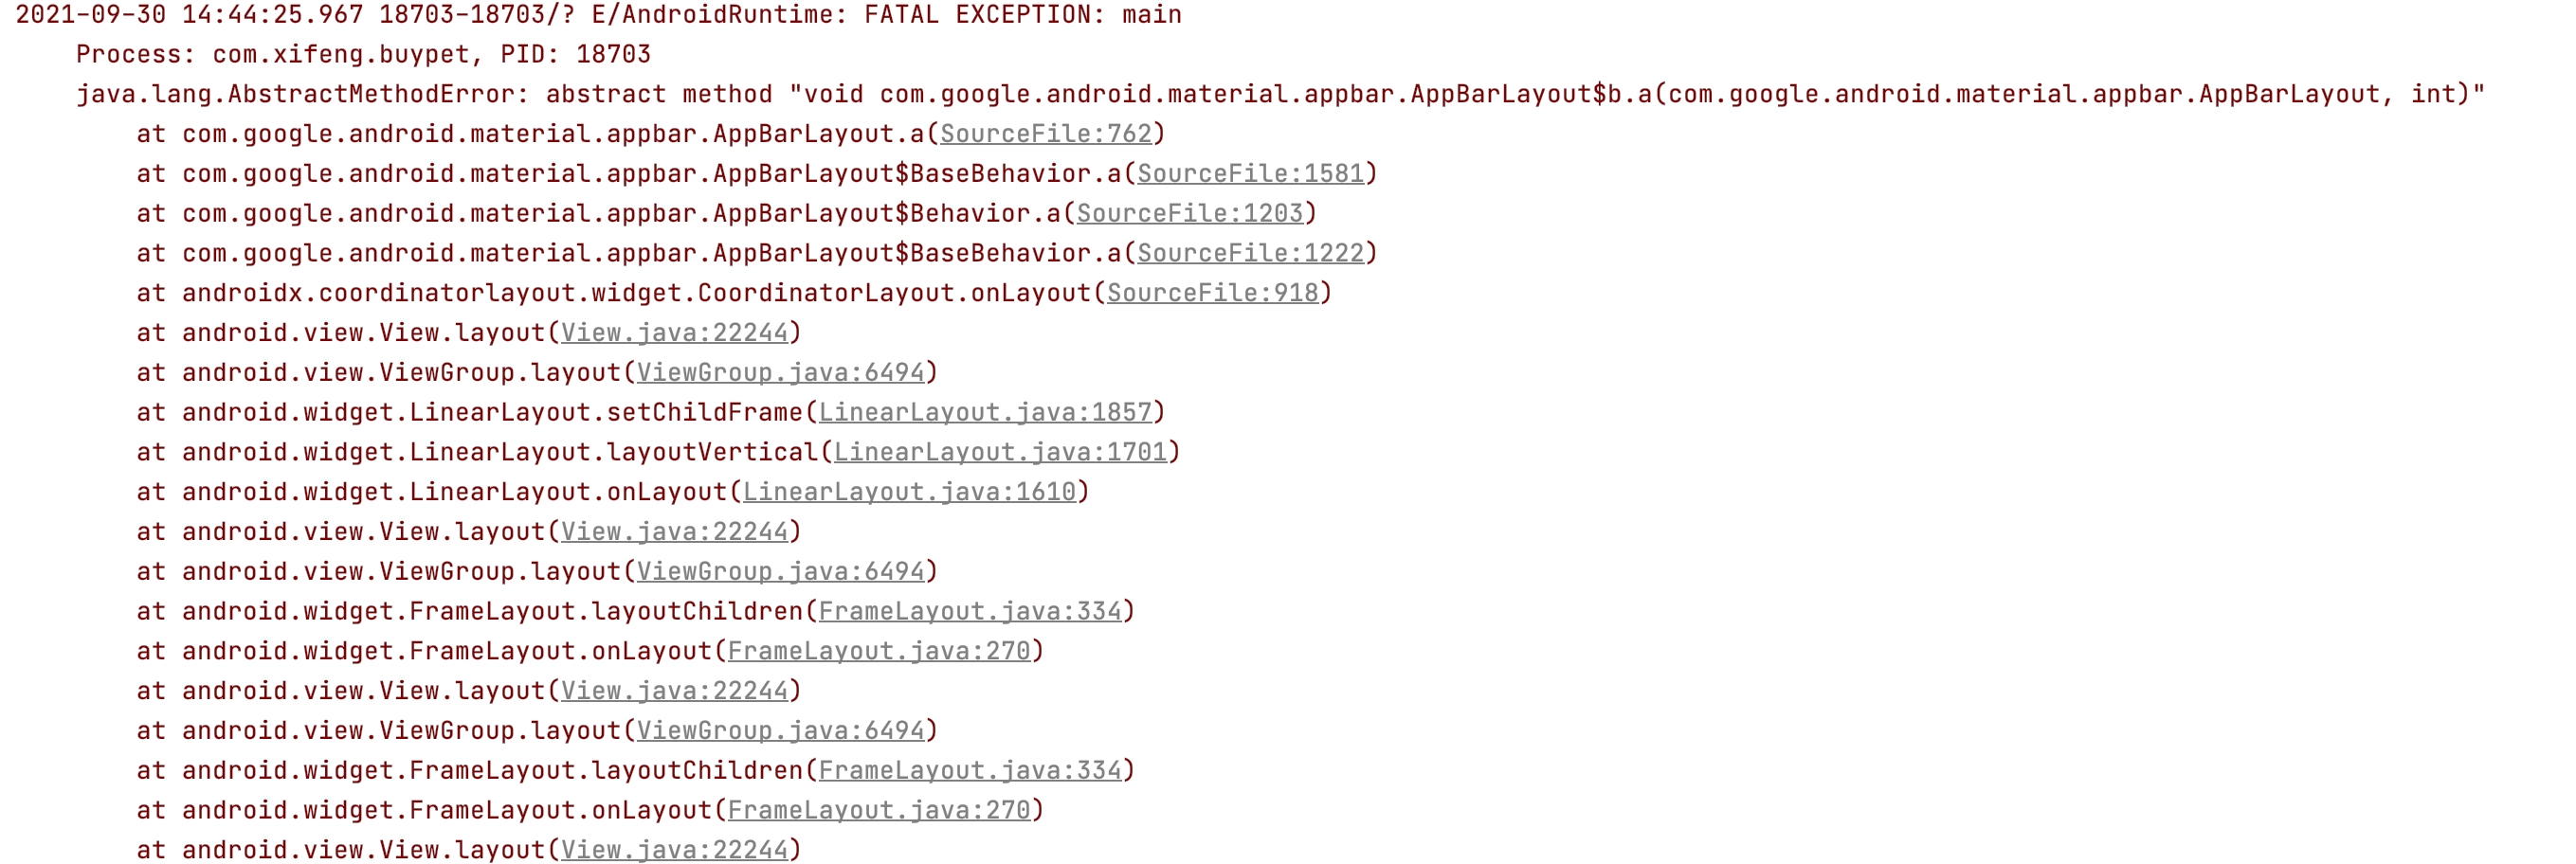 2021-09-30 14:44:25.967 18703-18703/? E/AndroidRuntime: FATAL EXCEPTION: main
Process: com.xifeng.buypet, PID: 18703
java.lang.AbstractMethodError: abstract method "void com.google.android.material.appbar.AppBarLayout$b.a(com.google.android.material.appbar.AppBarLayout, int)"
at com.google.android.material.appbar.AppBarLayout.a(SourceFile:762)
at com.google.android.material.appbar.AppBarLayout$BaseBehavior.a(SourceFile:1581)
at com.google.android.material.appbar.AppBarLayout$Behavior.a(SourceFile:1203)
at com.google.android.material.appbar.AppBarLayout$BaseBehavior.a(SourceFile:1222)
at androidx.coordinatorlayout.widget.CoordinatorLayout.onLayout(SourceFile:918)
at android.view.View.layout(View.java:22244)
at android.view.ViewGroup.layout(ViewGroup.java:6494)
at android.widget.LinearLayout.setChildFrame(LinearLayout.java:1857)
at android.widget.LinearLayout.layoutVertical(LinearLayout.java:1701)
at android.widget.LinearLayout.onLayout(LinearLayout.java:1610)
at android.view.View.layout(View.java:22244)
at android.view.ViewGroup.layout(ViewGroup.java:6494)
at android.widget.FrameLayout.layoutChildren(FrameLayout.java:334)
at android.widget.FrameLayout.onLayout(FrameLayout.java:270)
at android.view.View.layout(View.java:22244)
at android.view.ViewGroup.layout(ViewGroup.java:6494)
at android.widget.FrameLayout.layoutChildren(FrameLayout.java:334)
at android.widget.FrameLayout.onLayout(FrameLayout.java:270)
at android.view.View.layout(View.java:22244)